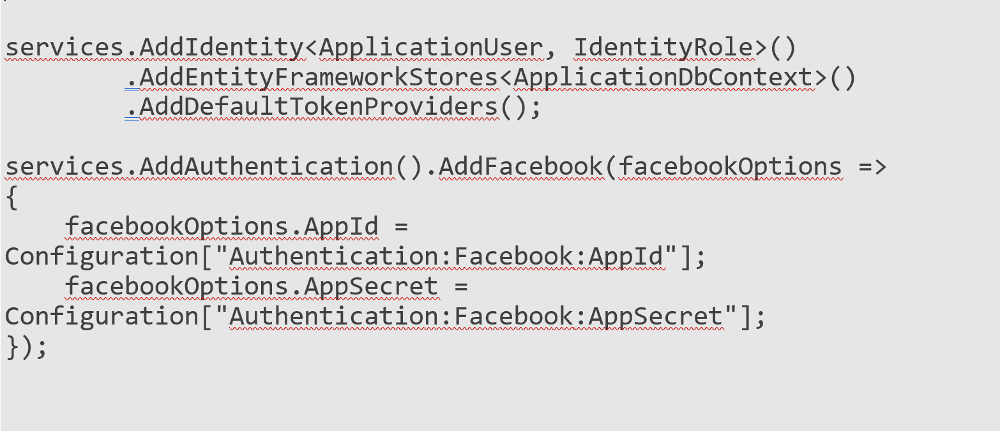 services.AddIdentity<ApplicationUser, IdentityRole>()
        .AddEntityFrameworkStores<ApplicationDbContext>()
        .AddDefaultTokenProviders();

services.AddAuthentication().AddFacebook(facebookOptions =>
{
    facebookOptions.AppId =
Configuration["Authentication:Facebook:AppId"];
    facebookOptions.AppSecret =
Configuration["Authentication:Facebook:AppSecret"];
});